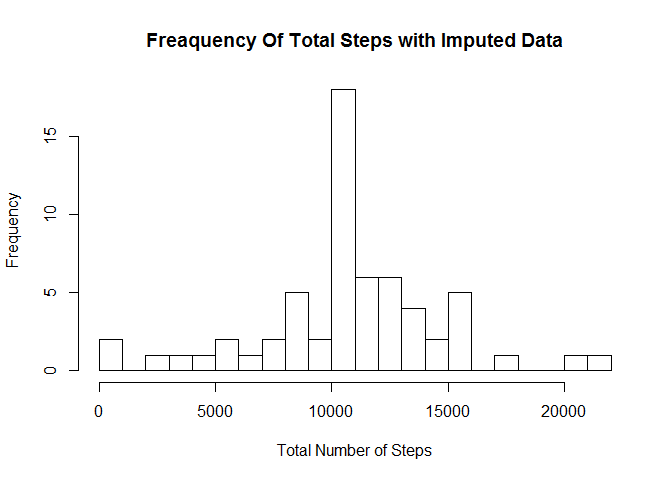 Freaquency Of Total Steps with Imputed Data
Frequency
15
10
5
0
0 5000 10000 15000 20000
Total Number of Steps